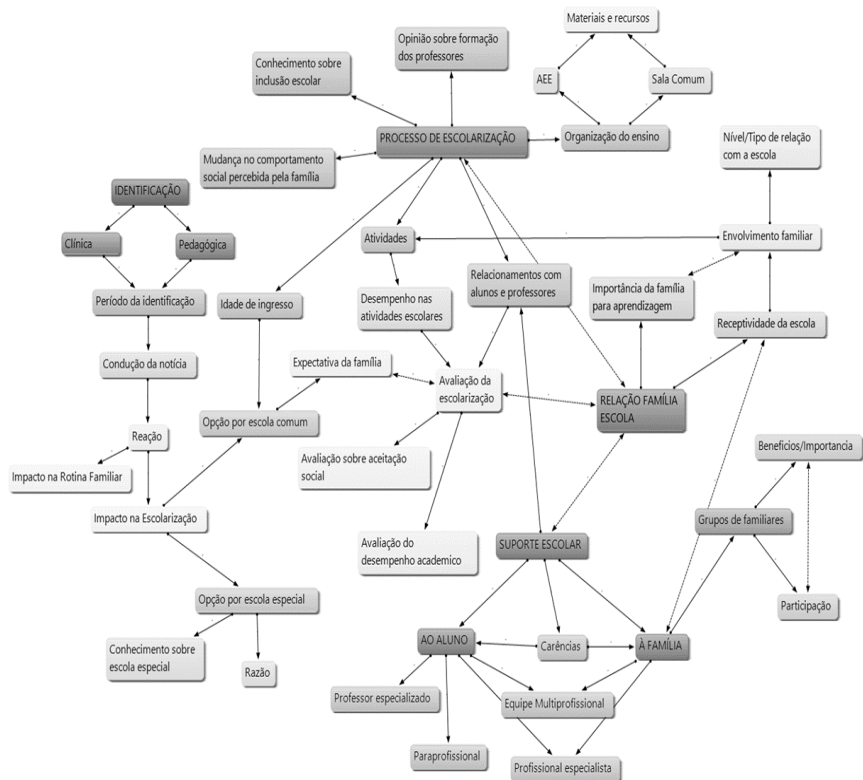 Materiais e recursos
Opinião sobre formação
dos professores
Conhecimento sobre
inclusão escolar
AEE
Sala Comum
PROCESSO DE ESCOLARIZAÇÃO
Organização do ensino
Nível/Tipo de relação
com a escola
Mudança no comportamento
social percebida pela família
IDENTIFICAÇÃO
Clínica
Pedagógica
Atividades
Envolvimento familiar
Relacionamentos com
alunos e professores
Importância da família
para aprendizagem
Período da identificação
Idade de ingresso
Desempenho nas
atividades escolares
Receptividade da escola
Condução da notícia
Expectativa da família
Avaliação da
escolarização
RELAÇÃO FAMÍLIA
ESCOLA
Opção por escola comum
Reação
Impacto na Rotina Familiar
Avaliação sobre aceitação
social
Beneficios/Importancia
Impacto na Escolarização
Grupos de familiares
Avaliação do
desempenho academico
SUPORTE ESCOLAR
Opção por escola especial
Participação
Conhecimento sobre
escola especial
Razão
AO ALUNO
Carências
À FAMÍLIA
Professor especializado
Equipe Multiprofissional
Paraprofissional
Profissional especialista